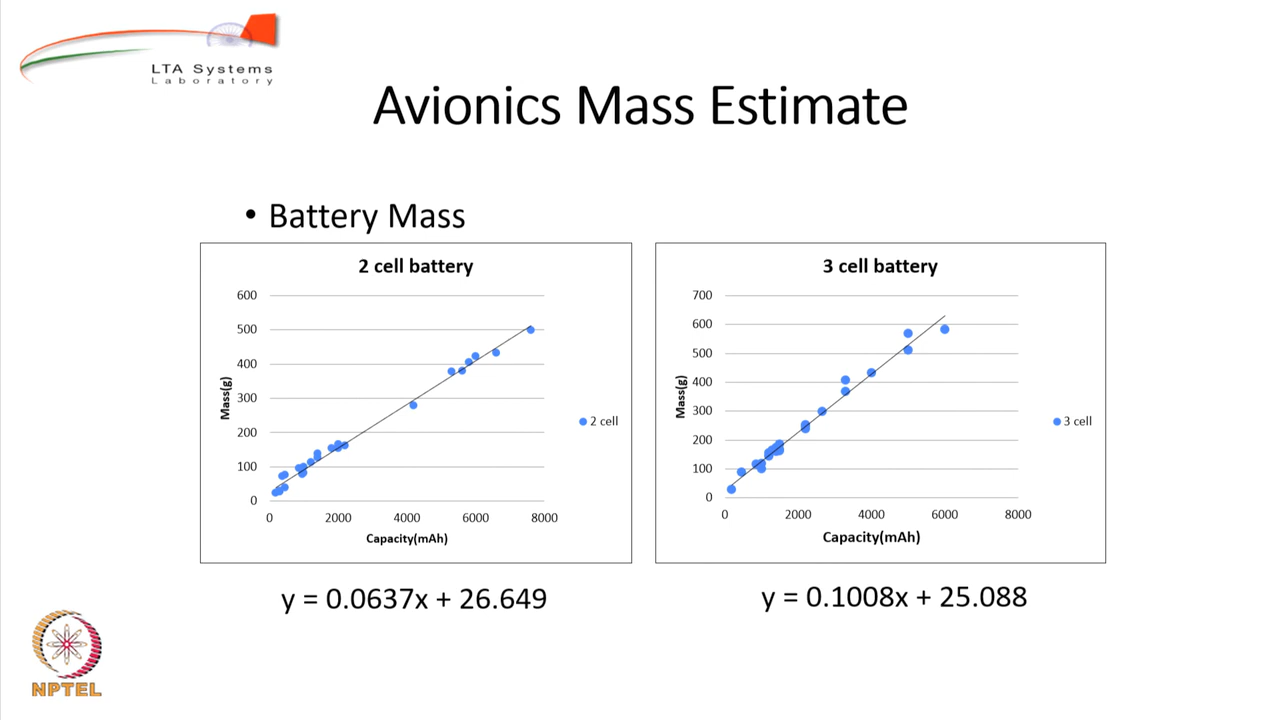 LTA Systems
Laboratory
Avionics Mass Estimate
• Battery Mass
2 cell battery
600
500
400
300
200
100
0
Mass(g)
0 2000 4000 6000 8000
Capacity(mAh)
2 cell
y = 0.0637x + 26.649
3 cell battery
700
600
500
400
300
200
100
0
Mass(g)
0 2000 4000 6000 8000
Capacity(mAh)
3 cell
y = 0.1008x + 25.088
NPTEL